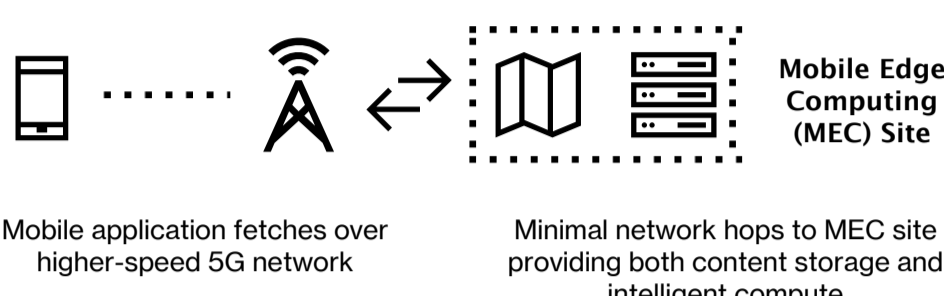 Mobile Edge
Computing
(MEC) Site
Mobile application fetches over
higher-speed 5G network
Minimal network hops to MEC site
providing both content storage and
intelligent compute